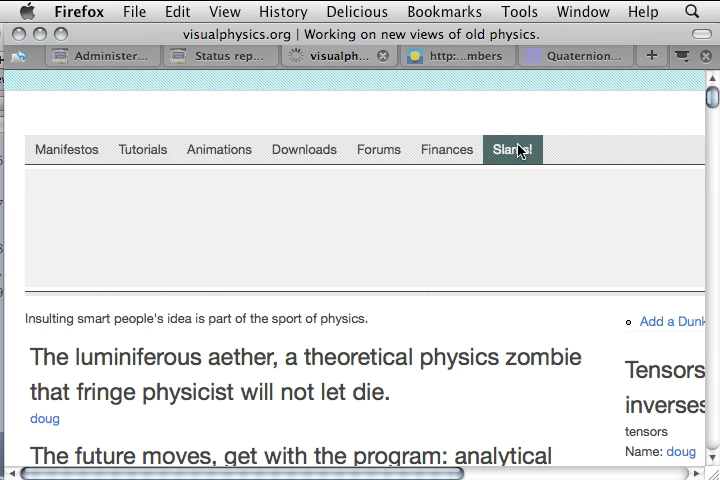 Firefox File Edit View History Delicious Bookmarks Tools Window Help
visualphysics.org | Working on new views of old physics.
Administer... Status rep... visualph... http:...mbers Quaternion...
Manifestos Tutorials Animations Downloads Forums Finances
Insulting smart people's idea is part of the sport of physics.
Add a Dunk
The luminiferous aether, a theoretical physics zombie
that fringe physicist will not let die.
doug
The future moves, get with the program: analytical
Tensors
inverses
tensors
Name: doug